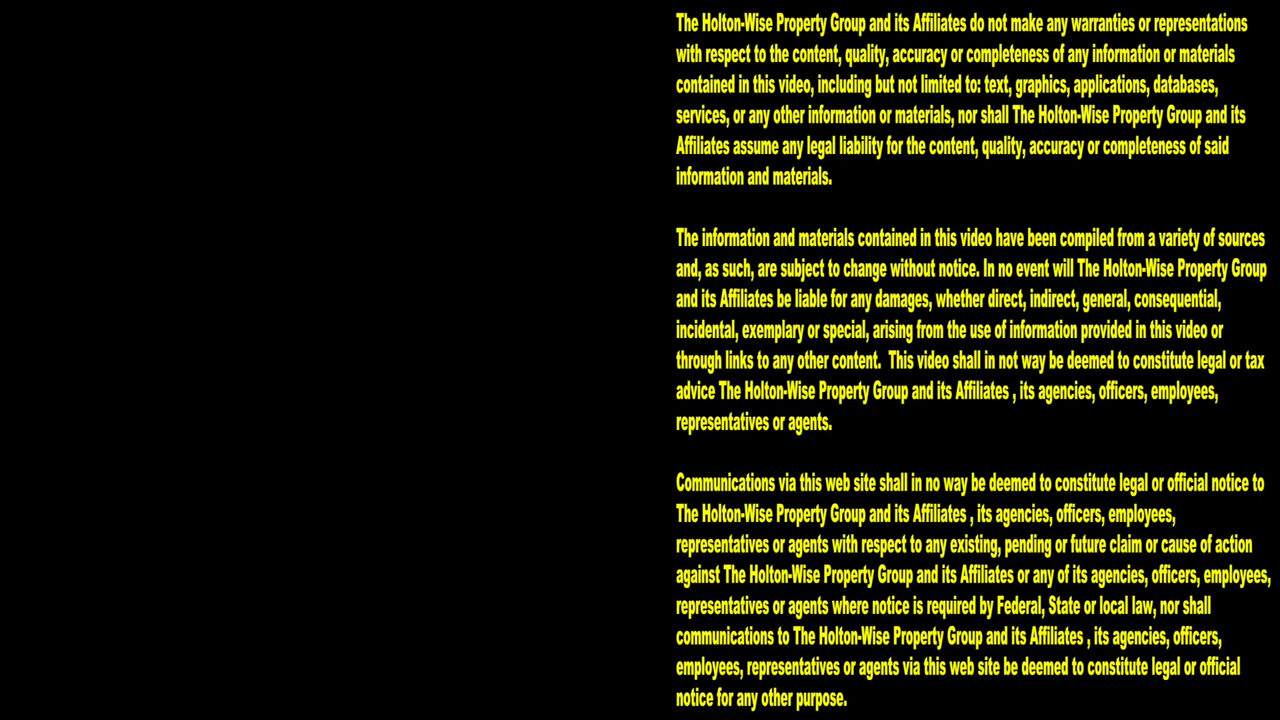 The Holton-Wise Property Group and its Affiliates do not make any warranties or representations
with respect to the content, quality, accuracy or completeness of any information or materials
contained in this video, including but not limited to: text, graphics, applications, databases,
services, or any other information or materials, nor shall The Holton-Wise Property Group and its
Affiliates assume any legal liability for the content, quality, accuracy or completeness of said
information and materials.
The information and materials contained in this video have been compiled from a variety of sources
and, as such, are subject to change without notice. In no event will The Holton-Wise Property Group
and its Affiliates be liable for any damages, whether direct, indirect, general, consequential,
incidental, exemplary or special, arising from the use of information provided in this video or
through links to any other content.  This video shall in not way be deemed to constitute legal or tax
advice The Holton-Wise Property Group and its Affiliates , its agencies, officers, employees,
representatives or agents.
Communications via this web site shall in no way be deemed to constitute legal or official notice to
The Holton-Wise Property Group and its Affiliates , its agencies, officers, employees,
representatives or agents with respect to any existing, pending or future claim or cause of action
against The Holton-Wise Property Group and its Affiliates or any of its agencies, officers, employees,
representatives or agents where notice is required by Federal, State or local law, nor shall
communications to The Holton-Wise Property Group and its Affiliates , its agencies, officers,
employees, representatives or agents via this web site be deemed to constitute legal or official
notice for any other purpose.